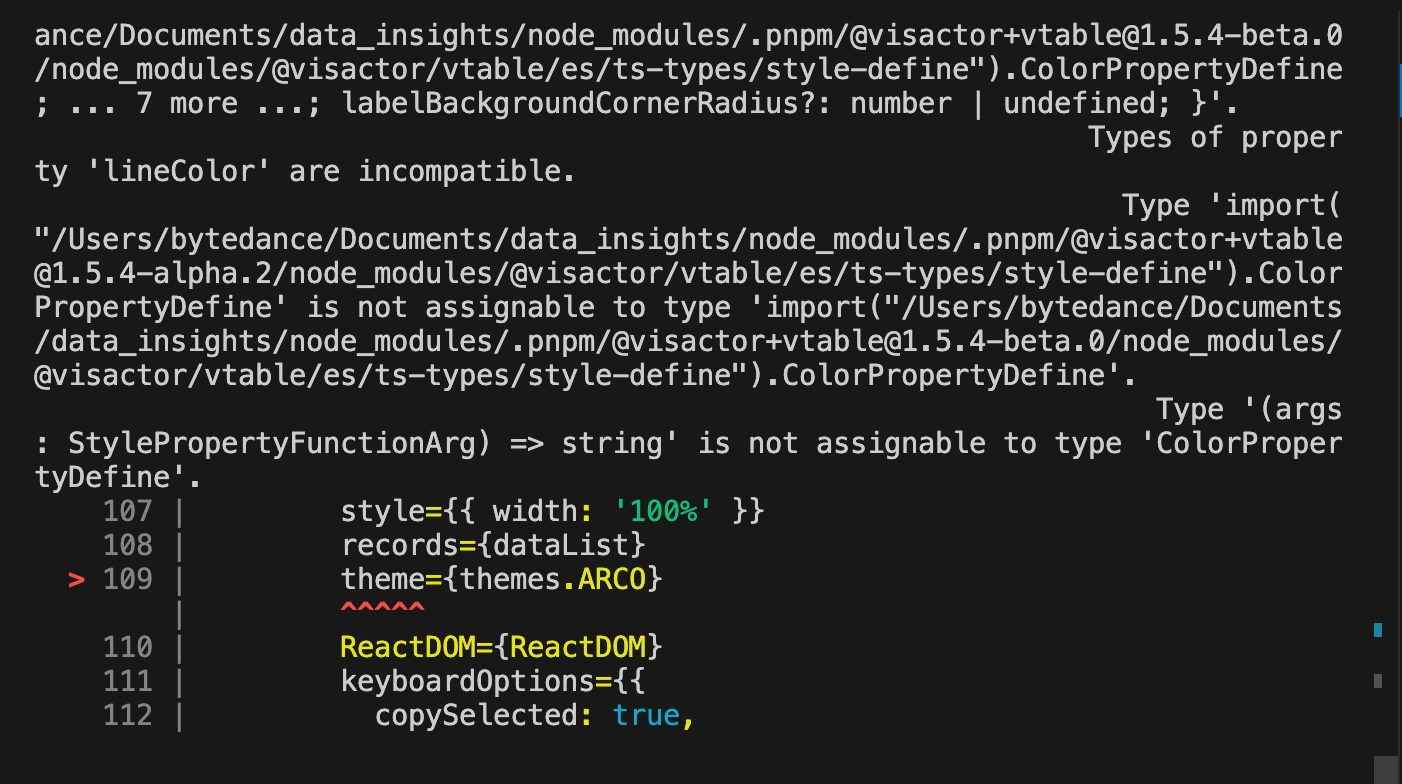 ance/Documents/data_insights/node_modules/.pnpm/@visactor+vtable@1.5.4-beta.0
/node_modules/@visactor/vtable/es/ts-types/style-define").ColorPropertyDefine
; ... 7 more ...; labelBackgroundCornerRadius?: number | undefined; }'.
Types of proper
ty 'lineColor' are incompatible.
Type 'import(
"/Users/bytedance/Documents/data_insights/node_modules/.pnpm/@visactor+vtable
@1.5.4-alpha.2/node_modules/@visactor/vtable/es/ts-types/style-define").Color
PropertyDefine' is not assignable to type 'import("/Users/bytedance/Documents
/data_insights/node_modules/.pnpm/@visactor+vtable@1.5.4-beta.0/node_modules/
@visactor/vtable/es/ts-types/style-define").ColorPropertyDefine'.
Type '(args
: StylePropertyFunctionArg) => string' is not assignable to type 'ColorProper
tyDefine'.
107 | style={{ width: '100%' }}
108 | records={dataList}
> 109 | theme={themes.ARCO}
| ^^^^^
110 | ReactDOM={ReactDOM}
111 | keyboardOptions={{
112 | copySelected: true,